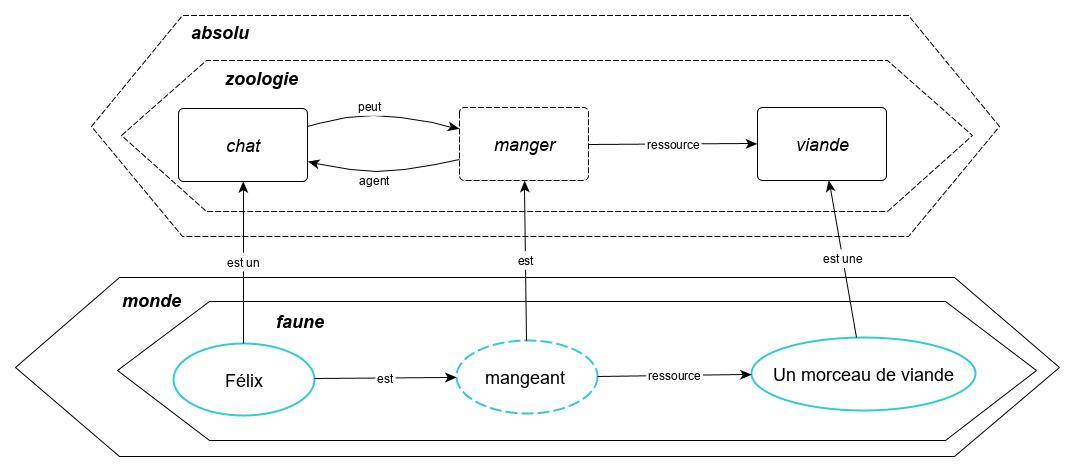 absolu
zoologie
peut
chat
manger
ressource
viande
agent
est un
est
est une
monde
faune
Félix
est
mangeant
ressource
Un morceau de viande